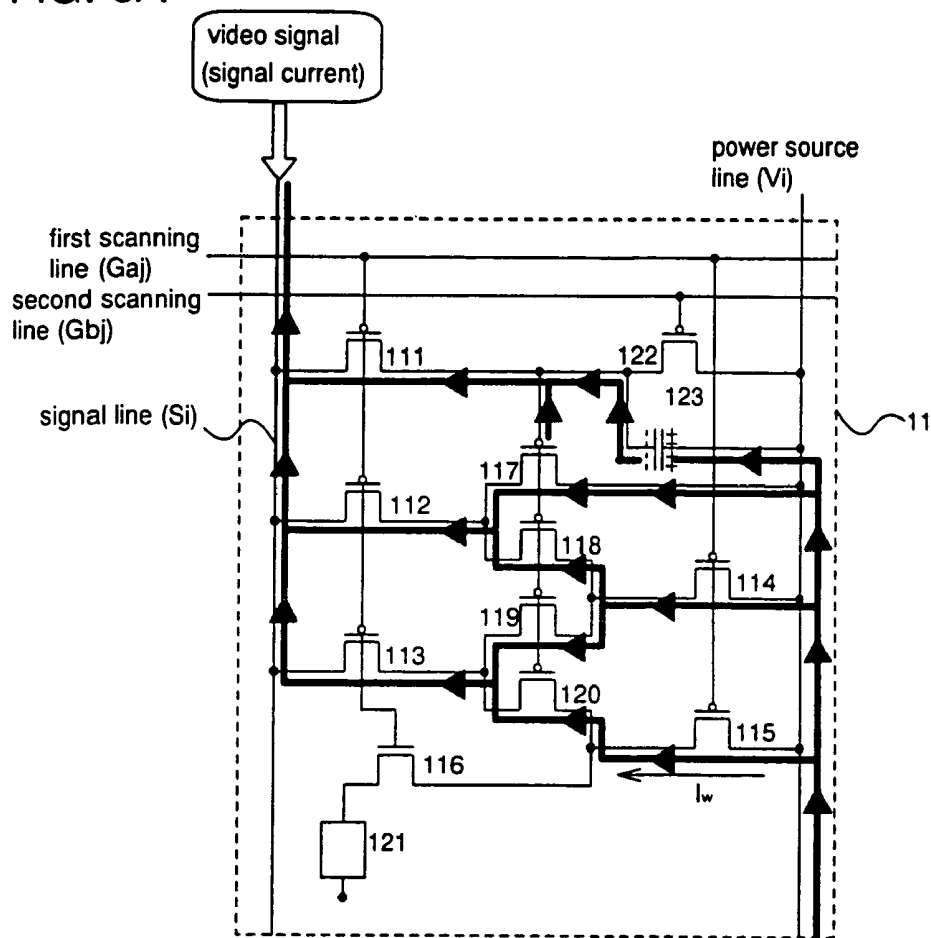 video signal
(signal current)
power source
line (Vi)
first scanning
line (Gaj)
second scanning
line (Gbj)
111
122
123
signal line (Si)
11
117
112
118
114
119
113
120
115
116
Iw
121